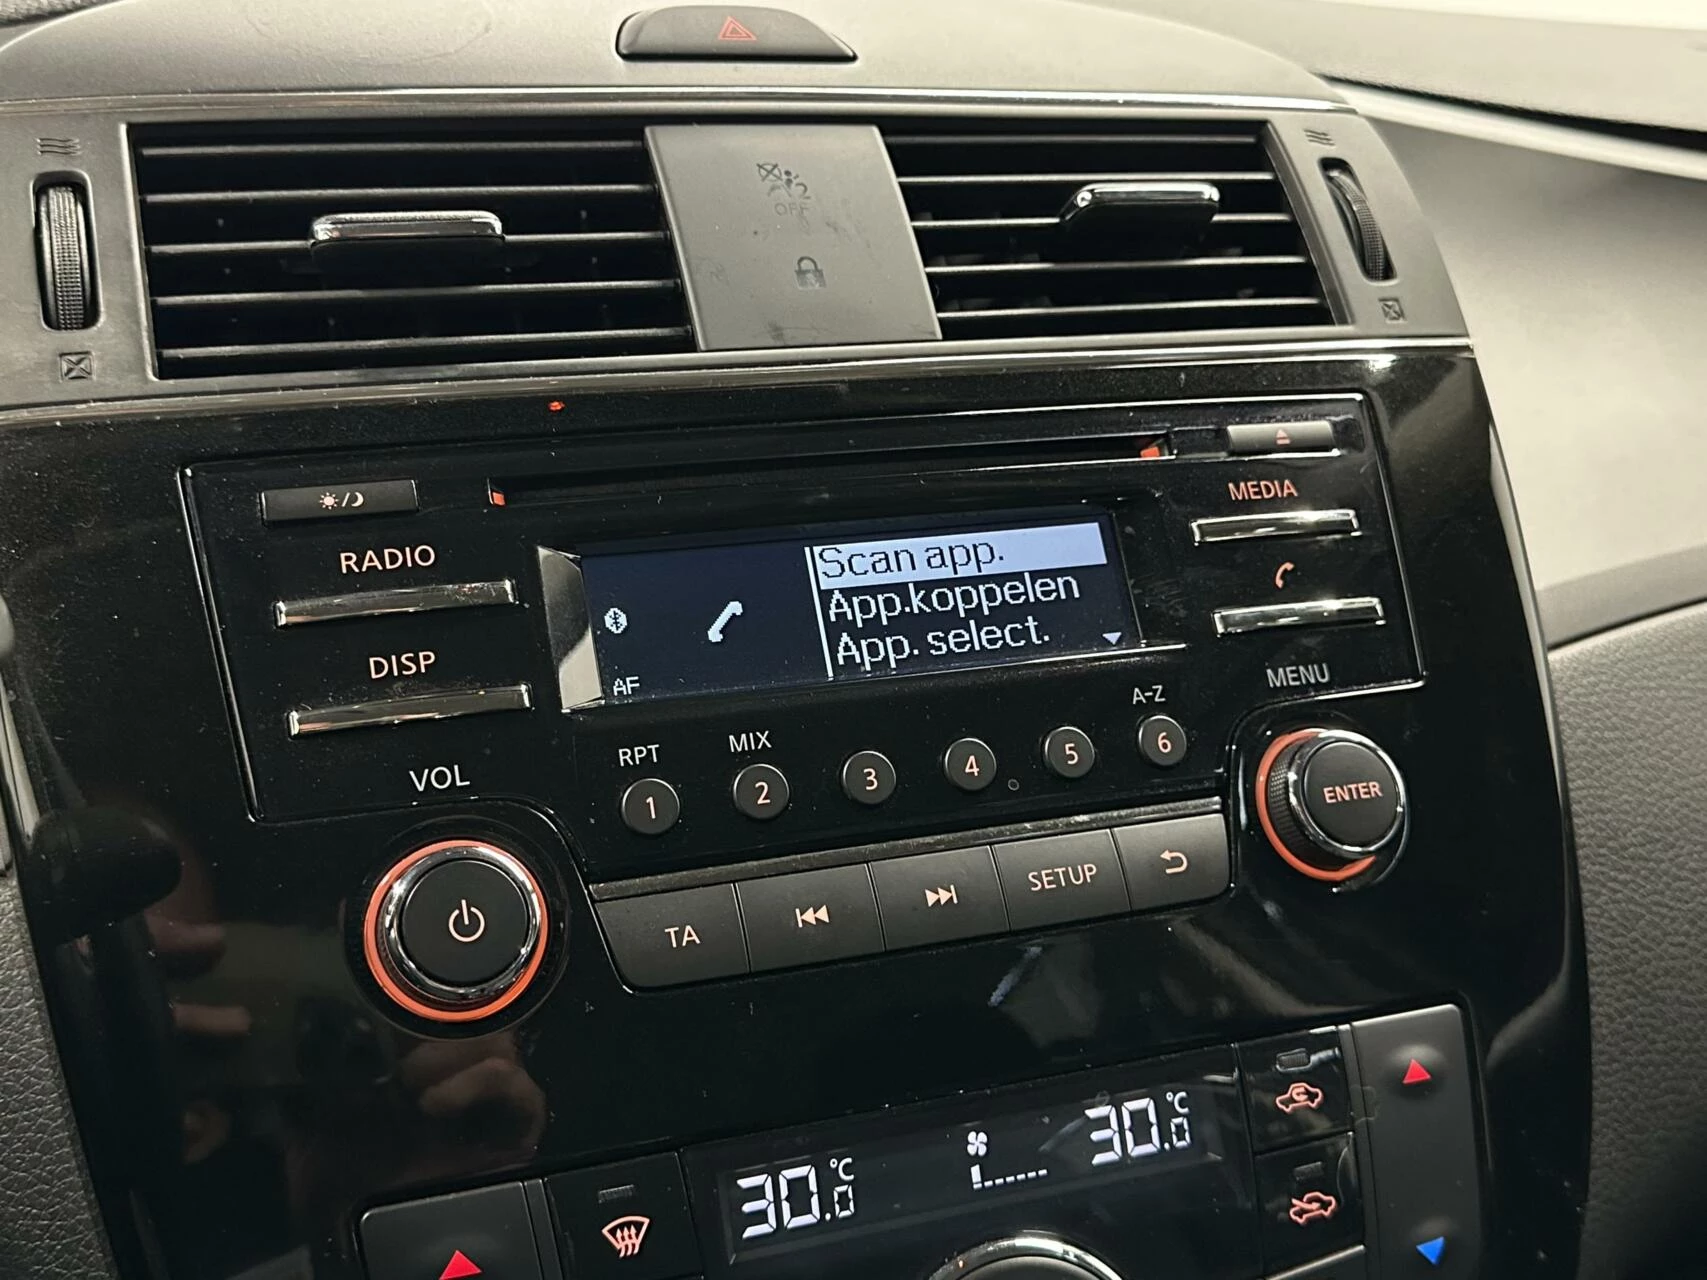 OFF
MEDIA
RADIO
Scan app.
App.koppelen
App. select.
DISP
AF
MENU
A-Z
RPT
MIX
VOL
1
2
3
4
5
6
ENTER
TA
SETUP
30.0 °C
30.0 °C